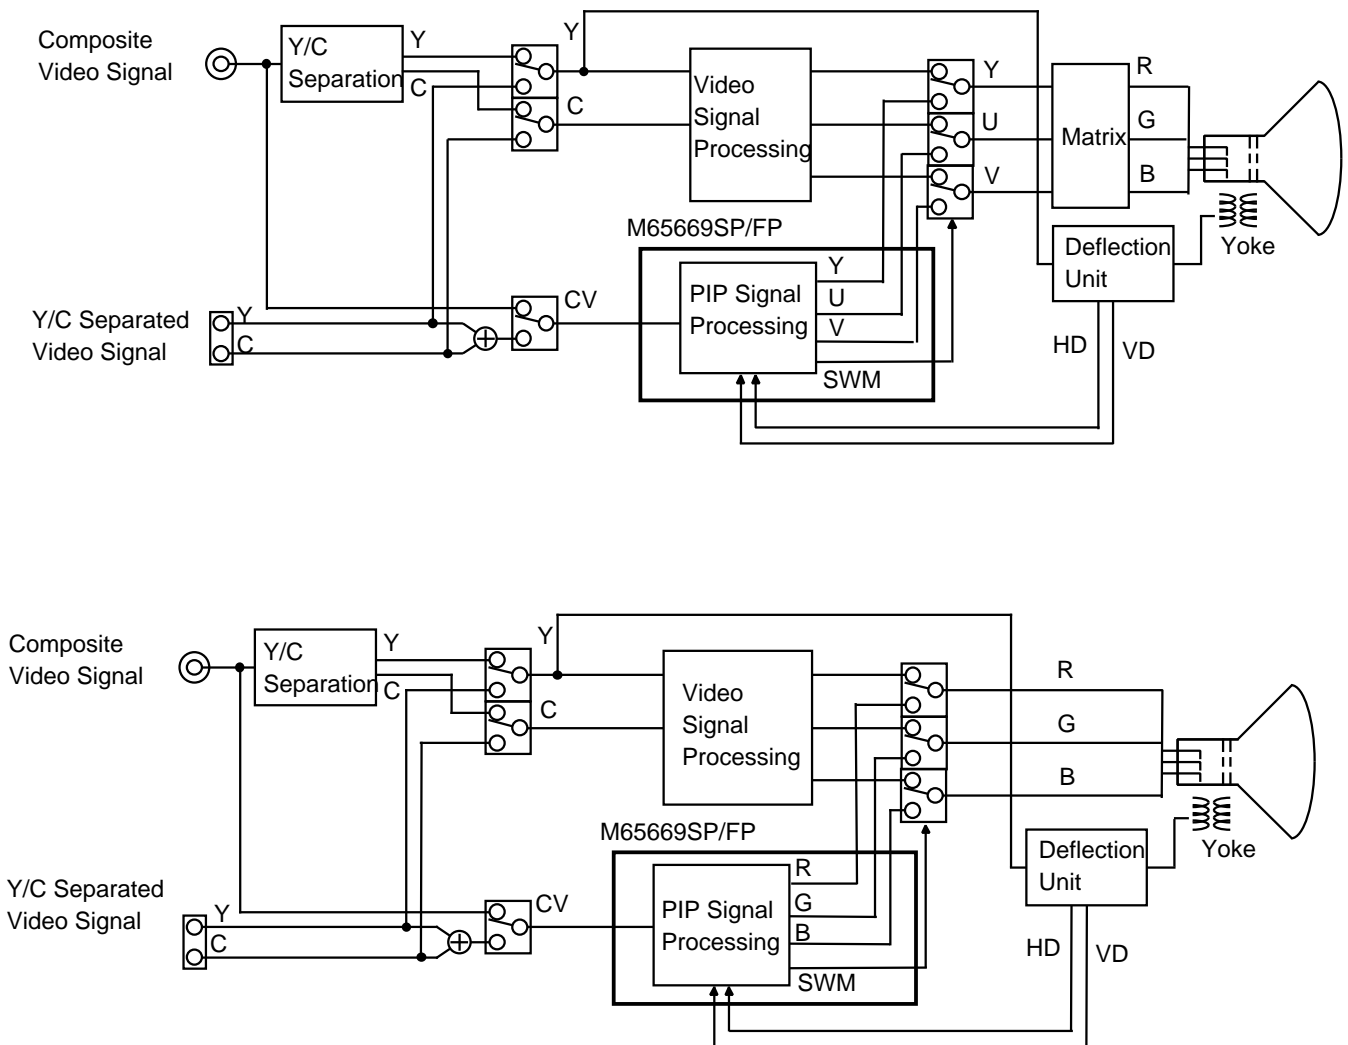 Composite
Video Signal
Y/C
Separation
Y
C
Y
C
Video
Signal
Processing
Y
U
V
Matrix
R
G
B
Yoke
Deflection
Unit
HD
VD
M65669SP/FP
PIP Signal
Processing
Y
U
V
SWM
CV
Y/C Separated
Video Signal
Y
C
Composite
Video Signal
Y/C
Separation
Y
C
Y
C
Video
Signal
Processing
R
G
B
Yoke
Deflection
Unit
HD
VD
M65669SP/FP
PIP Signal
Processing
R
G
B
SWM
CV
Y/C Separated
Video Signal
Y
C